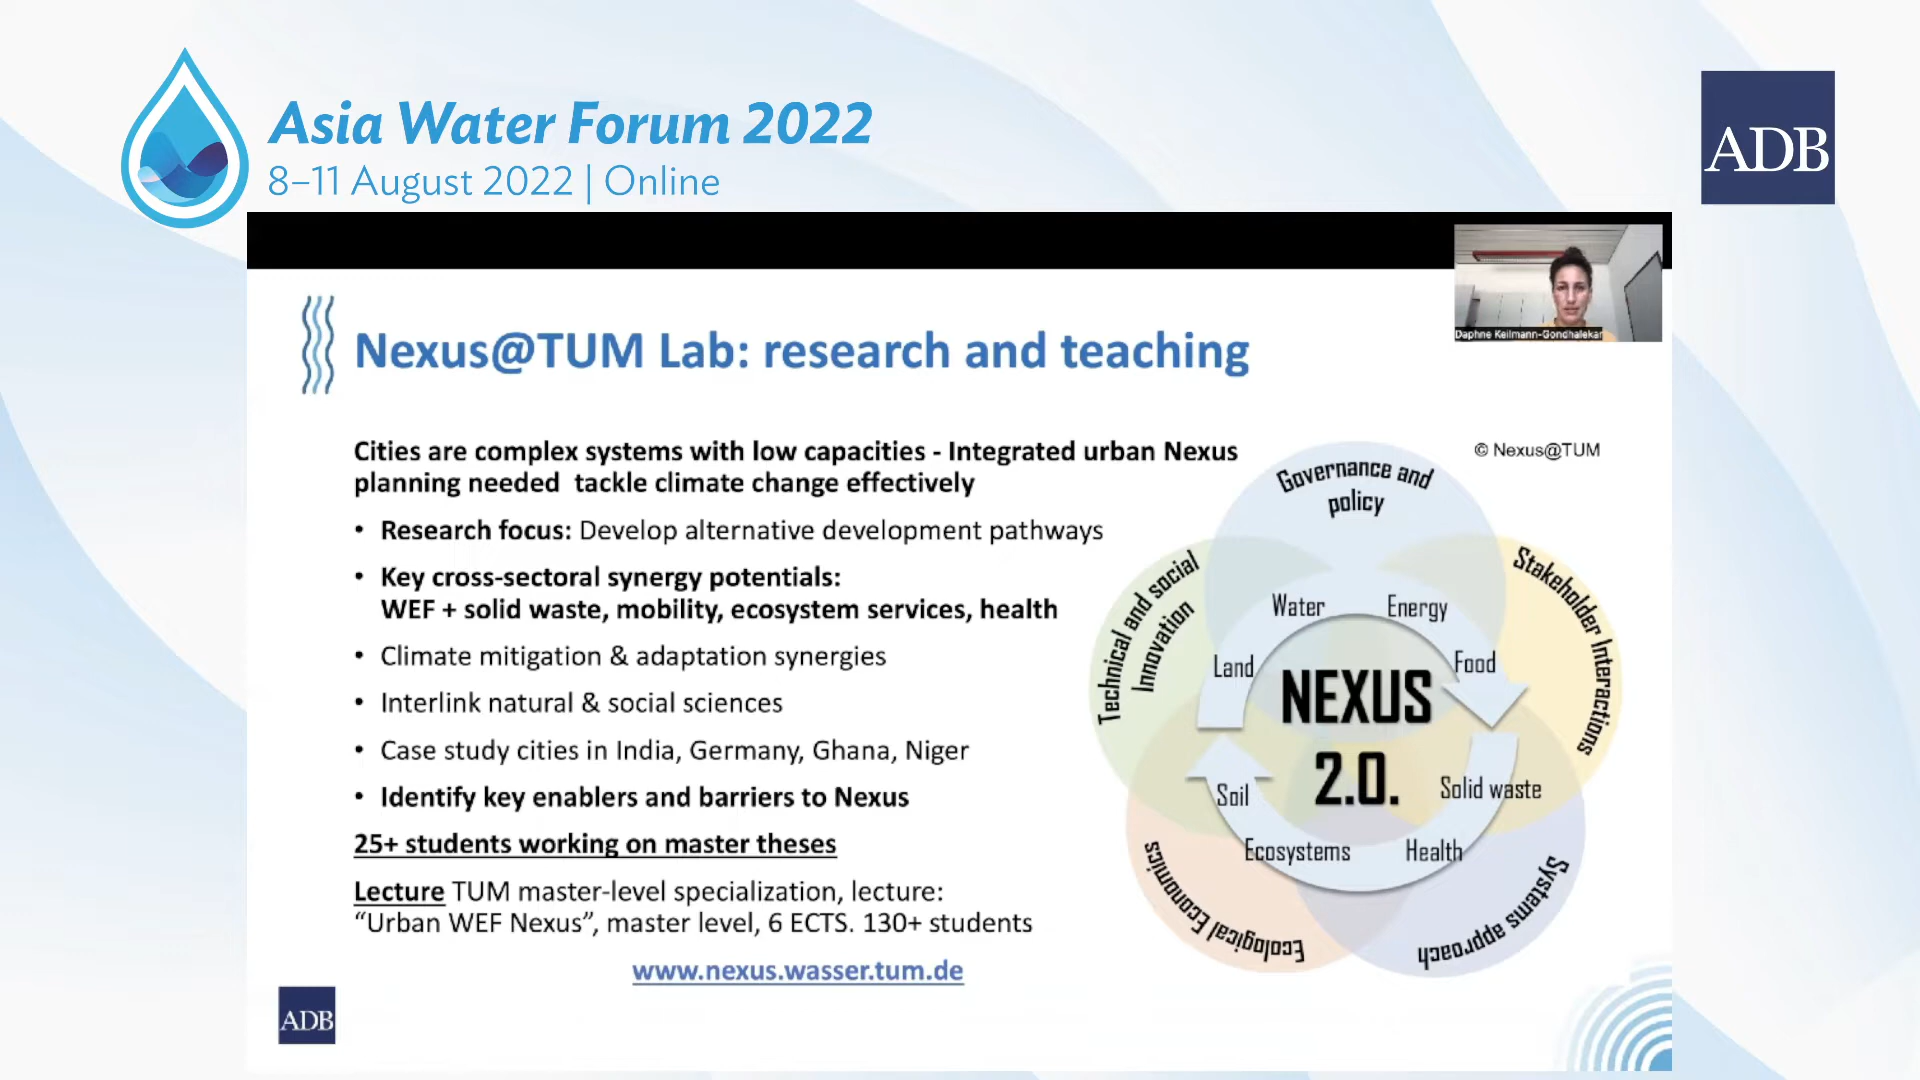 Asia Water Forum 2022
8–11 August 2022 | Online
ADB
Daphne Keilmann-Gondhalekar
Nexus@TUM Lab: research and teaching
Cities are complex systems with low capacities - Integrated urban Nexus
planning needed  tackle climate change effectively
• Research focus: Develop alternative development pathways
• Key cross-sectoral synergy potentials:
WEF + solid waste, mobility, ecosystem services, health
• Climate mitigation & adaptation synergies
• Interlink natural & social sciences
• Case study cities in India, Germany, Ghana, Niger
• Identify key enablers and barriers to Nexus
25+ students working on master theses
Lecture TUM master-level specialization, lecture:
“Urban WEF Nexus”, master level, 6 ECTS. 130+ students
www.nexus.wasser.tum.de
© Nexus@TUM
Governance and
policy
Technical and social
Innovation
Stakeholder Interactions
Water
Energy
Land
Food
NEXUS
2.0.
Soil
Solid waste
Ecosystems
Health
Ecological Economics
Systems approach
ADB